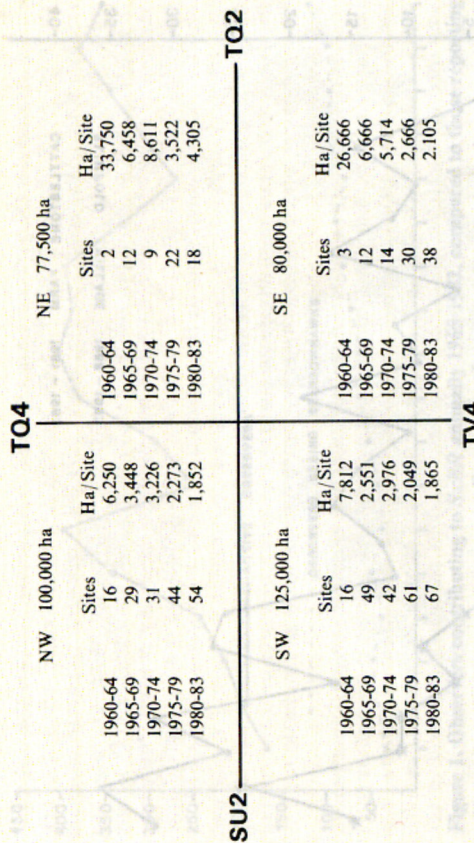 TQ4
NW 100,000 ha
Sites Ha/Site
1960-64 16 6,250
1965-69 29 3,448
1970-74 31 3,226
1975-79 44 2,273
1980-83 54 1,852
NE 77,500 ha
Sites Ha/Site
1960-64 2 33,750
1965-69 12 6,458
1970-74 9 8,611
1975-79 22 3,522
1980-83 18 4,305
SU2
TQ2
SW 125,000 ha
Sites Ha/Site
1960-64 16 7,812
1965-69 49 2,551
1970-74 42 2,976
1975-79 61 2,049
1980-83 67 1,865
SE 80,000 ha
Sites Ha/Site
1960-64 3 26,666
1965-69 12 6,666
1970-74 14 5,714
1975-79 30 2,666
1980-83 38 2.105
TV4